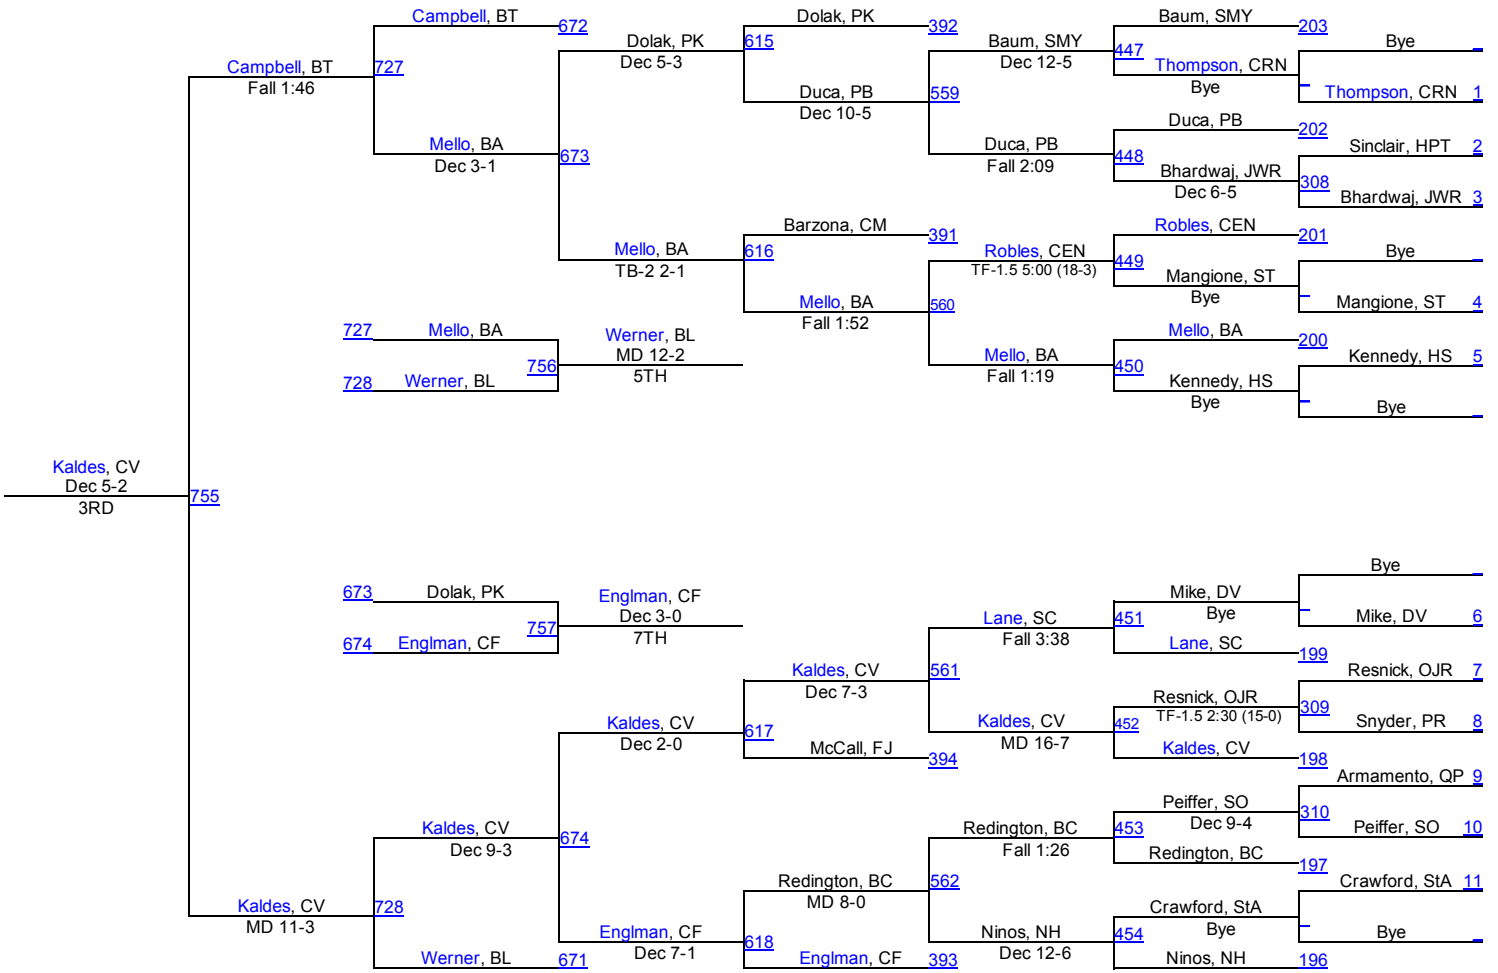 Campbell, BT
672
Dolak, PK
392
Baum, SMY
203
Dolak, PK
Dec 5-3
615
Baum, SMY
Dec 12-5
447
Bye
Campbell, BT
Fall 1:46
727
Thompson, CRN
Bye
Duca, PB
Dec 10-5
559
Thompson, CRN 1
Duca, PB
202
Mello, BA
Dec 3-1
673
Duca, PB
Fall 2:09
448
Sinclair, HPT 2
Bhardwaj, JWR
Dec 6-5
308
Bhardwaj, JWR 3
Barzona, CM
391
Robles, CEN
201
Mello, BA
TB-2 2-1
616
Robles, CEN
TF-1.5 5:00 (18-3)
449
Bye
Mangione, ST
Bye
Mello, BA
Fall 1:52
560
Mangione, ST 4
727
Mello, BA
Werner, BL
MD 12-2
5TH
Mello, BA
200
756
Mello, BA
Fall 1:19
450
Kennedy, HS 5
728
Werner, BL
Kennedy, HS
Bye
Bye
Kaldes, CV
Dec 5-2
3RD
755
Bye
673
Dolak, PK
Englman, CF
Dec 3-0
7TH
Mike, DV
Bye
757
Lane, SC
Fall 3:38
451
Mike, DV 6
674
Englman, CF
Lane, SC
199
Kaldes, CV
Dec 7-3
561
Resnick, OJR 7
Resnick, OJR
TF-1.5 2:30 (15-0)
309
Kaldes, CV
Dec 2-0
617
Kaldes, CV
MD 16-7
452
Snyder, PR 8
McCall, FJ
394
Kaldes, CV
198
Armamento, QP 9
Peiffer, SO
Dec 9-4
310
Kaldes, CV
Dec 9-3
674
Redington, BC
Fall 1:26
453
Peiffer, SO 10
Redington, BC
197
Redington, BC
MD 8-0
562
Crawford, StA 11
Kaldes, CV
MD 11-3
728
Crawford, StA
Bye
Englman, CF
Dec 7-1
618
Ninos, NH
Dec 12-6
454
Bye
Werner, BL
671
Englman, CF
393
Ninos, NH
196